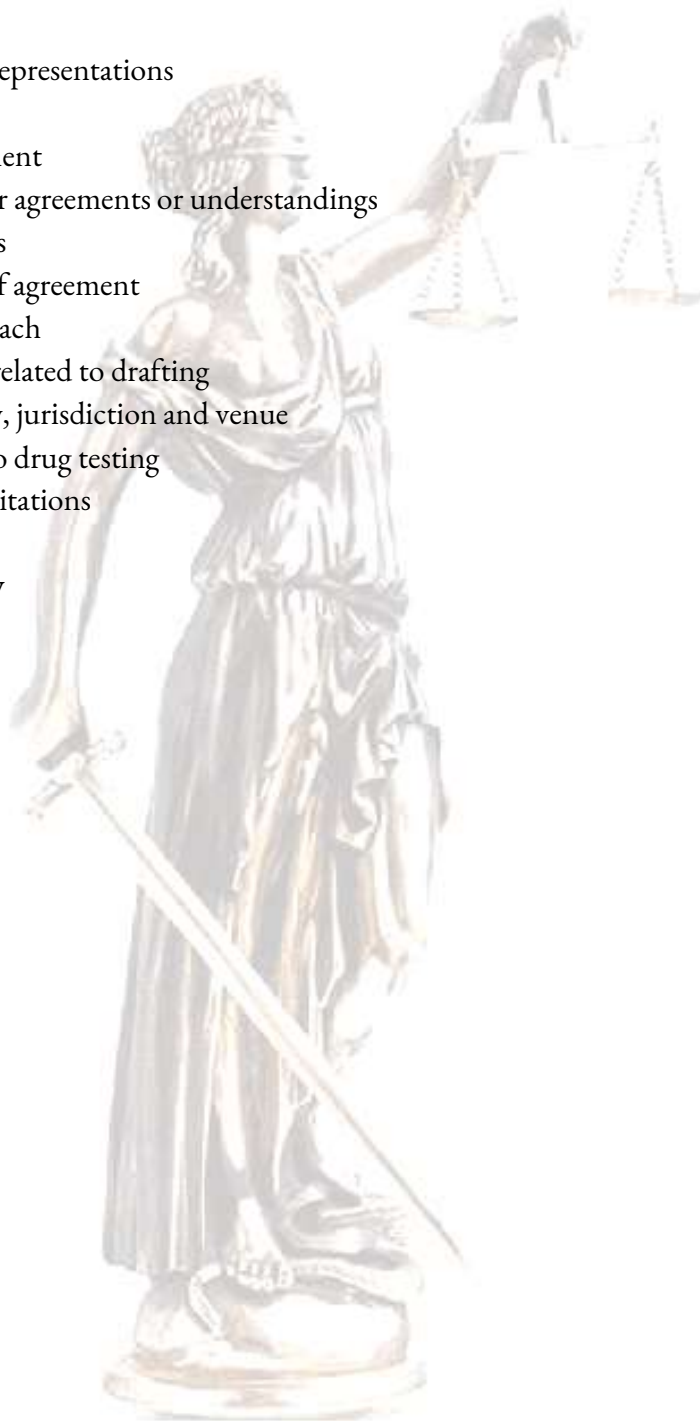 epresentations
ent
r agreements or understandings
s
f agreement
ach
elated to drafting
, jurisdiction and venue
o drug testing
itations
y